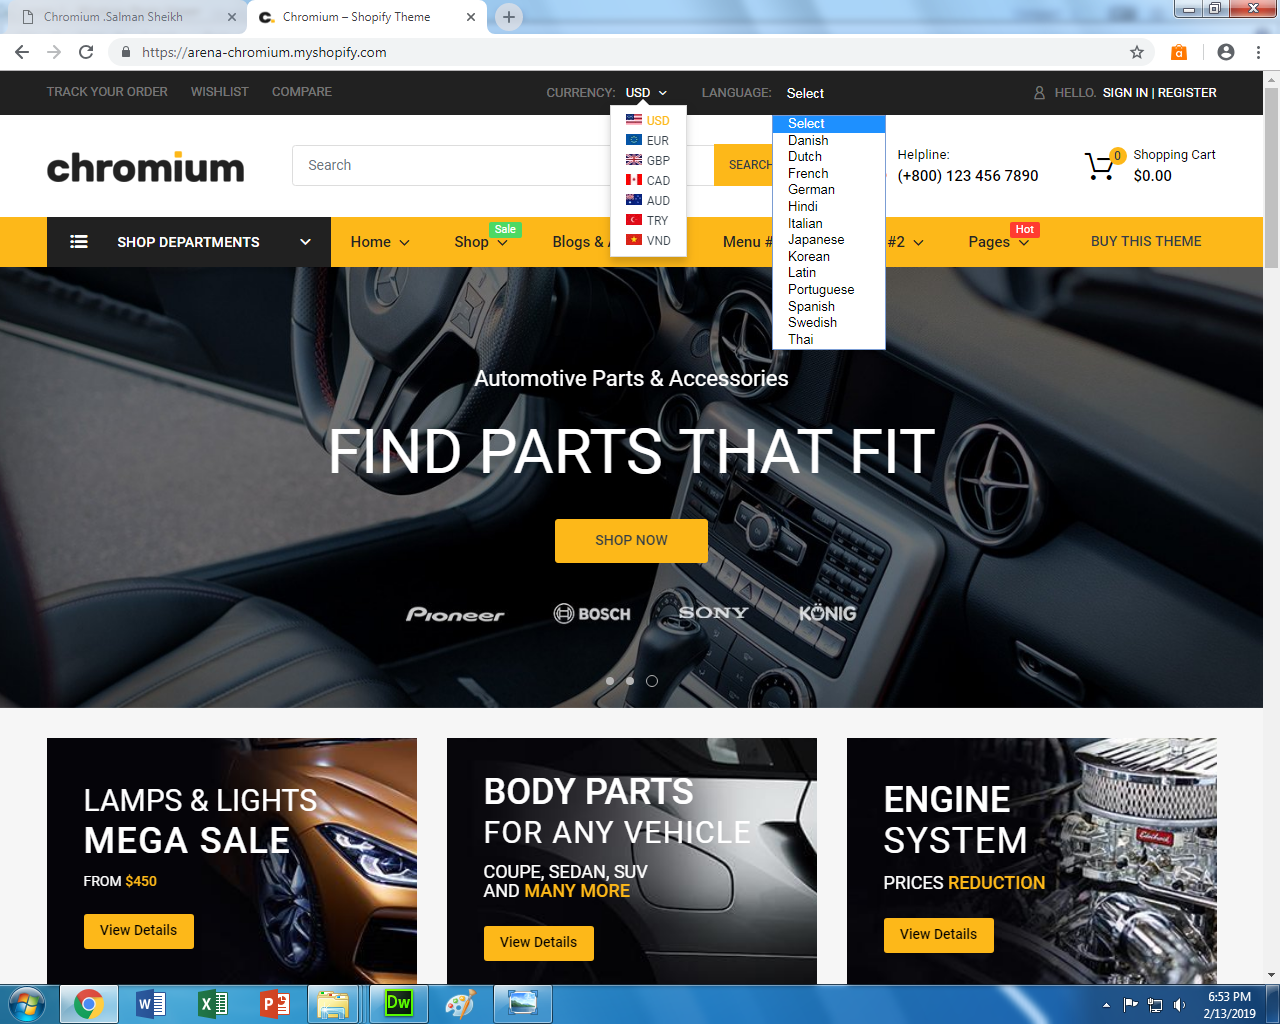 Chromium .Salman Sheikh
Chromium – Shopify Theme
https://arena-chromium.myshopify.com
TRACK YOUR ORDER WISHLIST COMPARE CURRENCY: USD LANGUAGE: Select HELLO. SIGN IN | REGISTER
USD
EUR
GBP
CAD
AUD
TRY
VND
Select
Danish
Dutch
French
German
Hindi
Italian
Japanese
Korean
Latin
Portuguese
Spanish
Swedish
Thai
chromium
Search
SEARCH
Helpline:
(+800) 123 456 7890
0
Shopping Cart
$0.00
SHOP DEPARTMENTS
Home
Shop
Sale
Blogs &
Menu #
#2
Pages
Hot
BUY THIS THEME
Automotive Parts & Accessories
FIND PARTS THAT FIT
SHOP NOW
Pioneer BOSCH SONY KÖNIG
LAMPS & LIGHTS
MEGA SALE
FROM $450
View Details
BODY PARTS
FOR ANY VEHICLE
COUPE, SEDAN, SUV
AND MANY MORE
View Details
ENGINE
SYSTEM
PRICES REDUCTION
View Details
Edelbrock
Dw
6:53 PM
2/13/2019